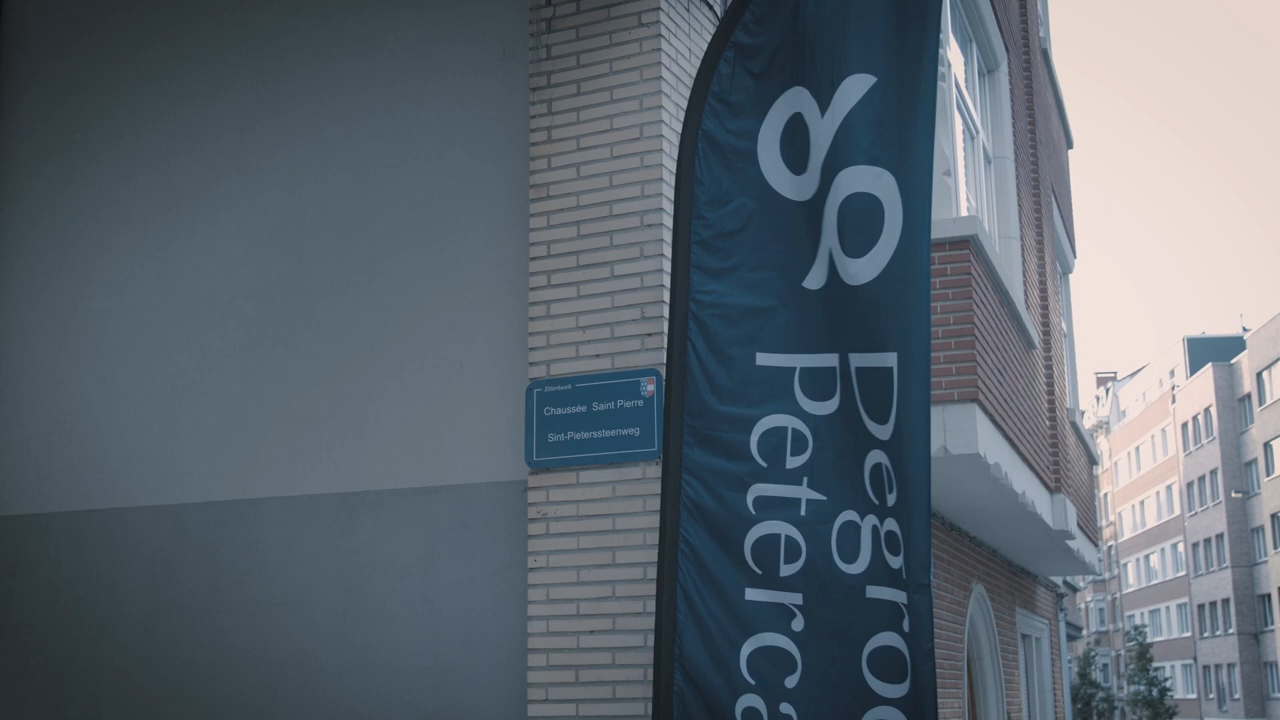 Etterbeek
Chaussée Saint Pierre
Sint-Pieterssteenweg
Degroo
Peterca